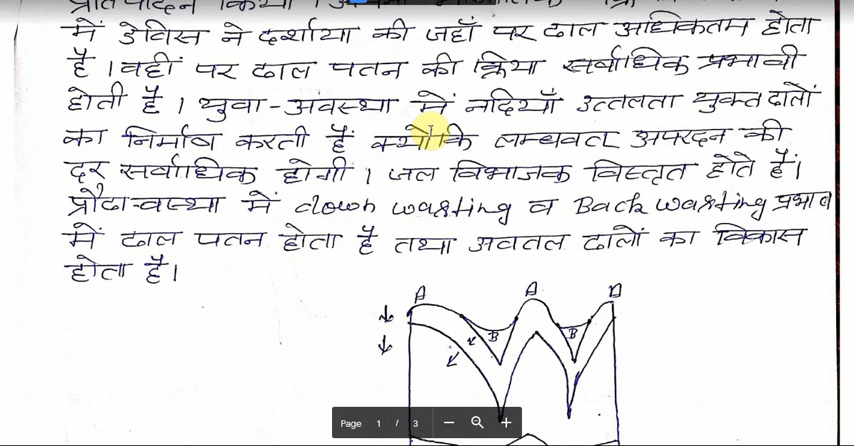 में डेविस ने दर्शाया की जहाँ पर ढाल अधिकतम होता
है। वहीं पर ढाल पतन की क्रिया सर्वाधिक प्रभावी
होती है। युवा-अवस्था में नदियाँ उत्तलता युक्त ढालों
का निर्माण करती हैं क्योंकि लम्बवत अपरदन की
दर सर्वाधिक होगी। जल विभाजक विस्तृत होते हैं।
प्रौढावस्था में down wasting व Back wasting प्रभाव
में ढाल पतन होता है तथा अवतल ढालों का विकास
होता है।
A A D
B B
Page 1 / 3